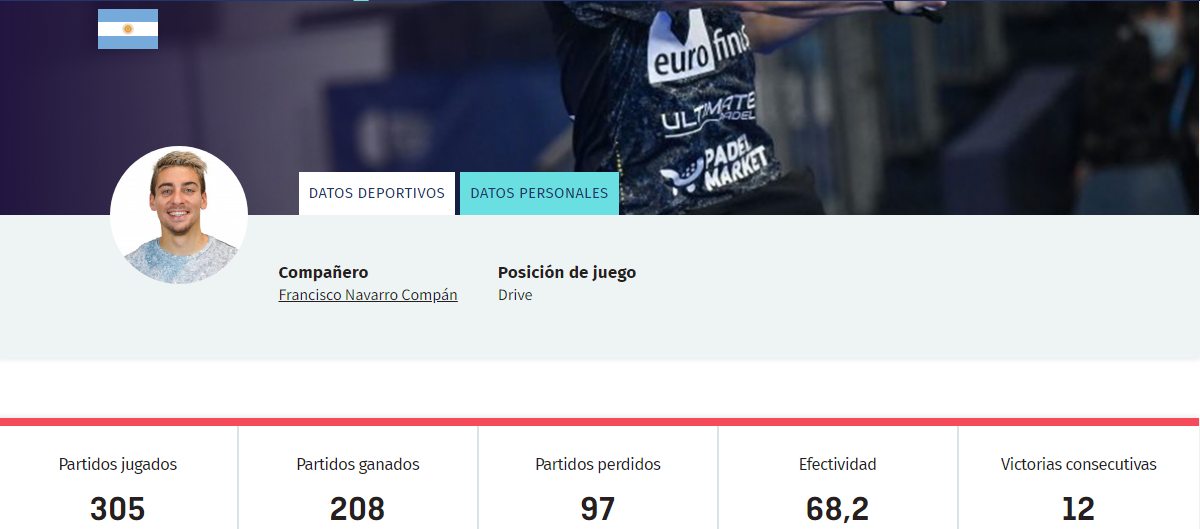 eurofinis
ULTIMATE
PADEL
PADEL
MARKET
DATOS DEPORTIVOS
DATOS PERSONALES
Compañero
Francisco Navarro Compán
Posición de juego
Drive
Partidos jugados
305
Partidos ganados
208
Partidos perdidos
97
Efectividad
68,2
Victorias consecutivas
12